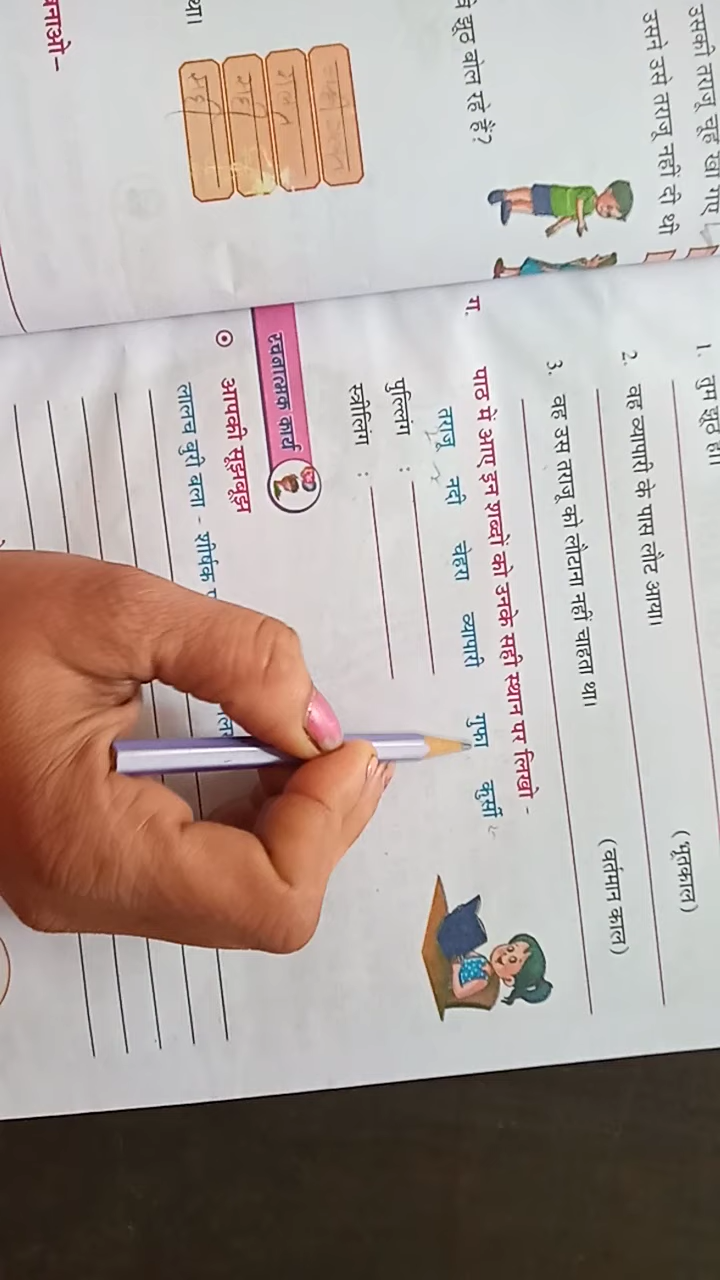 उसको तराजू चूहे खा गए
उसने उसे तराजू नहीं दी थी
झूठ बोल रहे हैं?
था।
नाओ–
1. तुम झूठे हो।
(भूतकाल)
2. वह व्यापारी के पास लौट आया।
(वर्तमान काल)
3. वह उस तराजू को लौटाना नहीं चाहता था।
ग. पाठ में आए इन शब्दों को उनके सही स्थान पर लिखो -
तराजू नदी चेहरा व्यापारी गुफा कुर्सी
पुल्लिंग :
स्त्रीलिंग :
रचनात्मक कार्य
आपकी सूझबूझ
लालच बुरी बला - शीर्षक